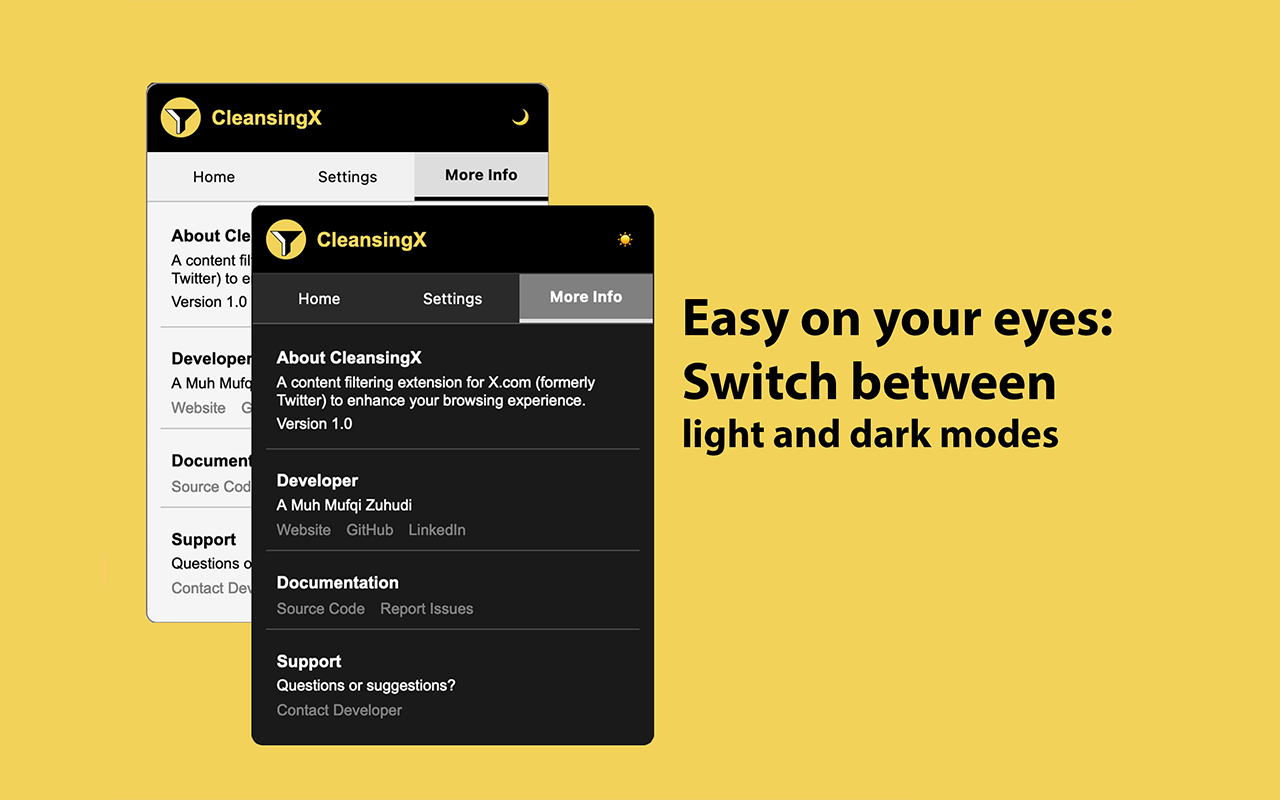 CleansingX
Home Settings More Info
About Cle
A content fil
Twitter) to e
Version 1.0
Developer
A Muh Mufq
Website G
Document
Source Cod
Support
Questions o
Contact Dev
CleansingX
Home Settings More Info
About CleansingX
A content filtering extension for X.com (formerly
Twitter) to enhance your browsing experience.
Version 1.0
Developer
A Muh Mufqi Zuhudi
Website GitHub LinkedIn
Documentation
Source Code Report Issues
Support
Questions or suggestions?
Contact Developer
Easy on your eyes:
Switch between
light and dark modes